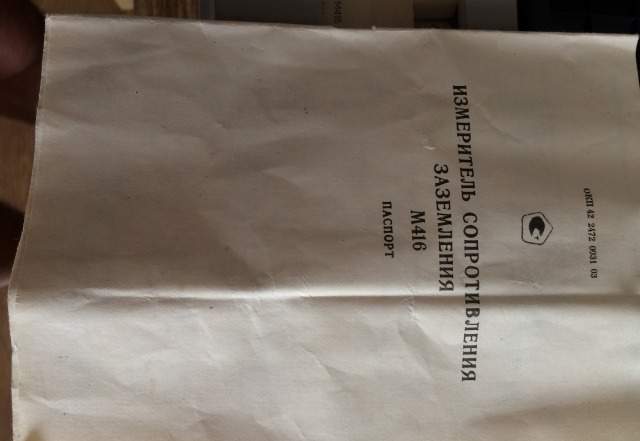 ОКП 42 2472 0031 03
ИЗМЕРИТЕЛЬ СОПРОТИВЛЕНИЯ
ЗАЗЕМЛЕНИЯ
М416
ПАСПОРТ